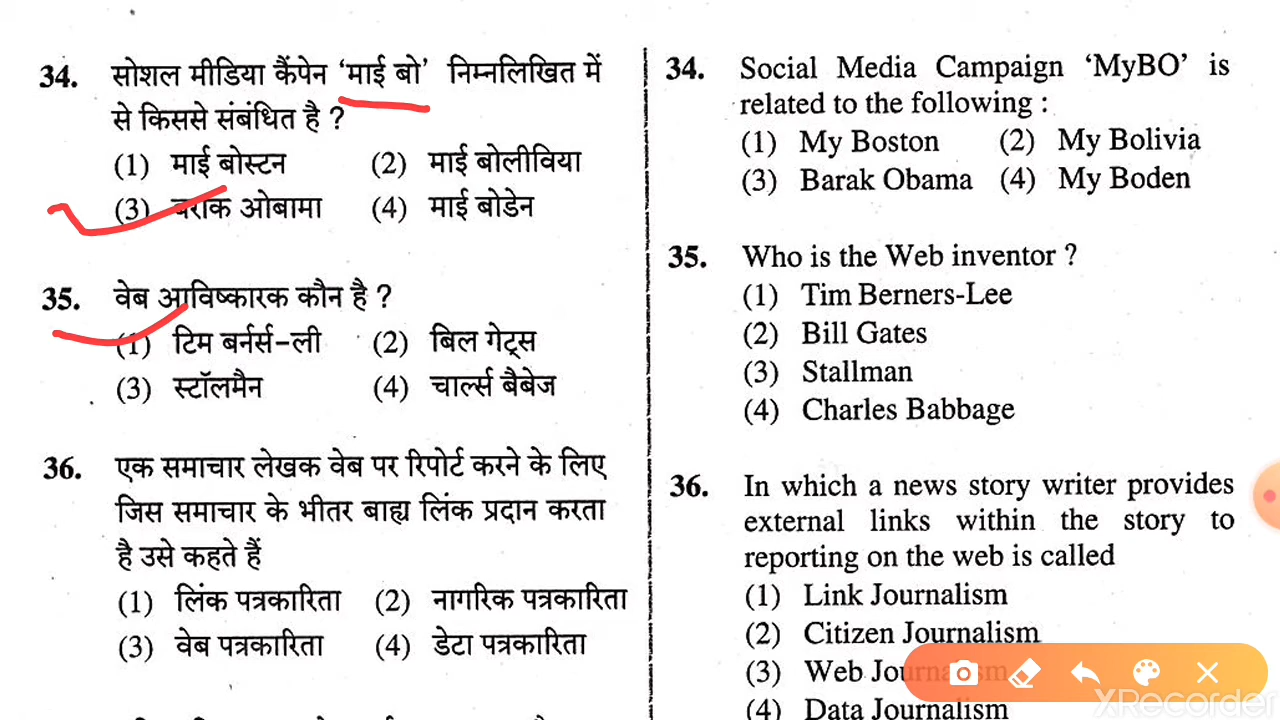 34. सोशल मीडिया कैंपेन ‘माई बो’ निम्नलिखित में
से किससे संबंधित है ?
(1) माई बोस्टन (2) माई बोलीविया
(3) बराक ओबामा (4) माई बोडेन
35. वेब आविष्कारक कौन है ?
(1) टिम बर्नर्स-ली (2) बिल गेट्स
(3) स्टॉलमैन (4) चार्ल्स बैबेज
36. एक समाचार लेखक वेब पर रिपोर्ट करने के लिए
जिस समाचार के भीतर बाह्य लिंक प्रदान करता
है उसे कहते हैं
(1) लिंक पत्रकारिता (2) नागरिक पत्रकारिता
(3) वेब पत्रकारिता (4) डेटा पत्रकारिता
34. Social Media Campaign ‘MyBO’ is
related to the following :
(1) My Boston (2) My Bolivia
(3) Barak Obama (4) My Boden
35. Who is the Web inventor ?
(1) Tim Berners-Lee
(2) Bill Gates
(3) Stallman
(4) Charles Babbage
36. In which a news story writer provides
external links within the story to
reporting on the web is called
(1) Link Journalism
(2) Citizen Journalism
(3) Web Journalism
(4) Data Journalism
XRecorder